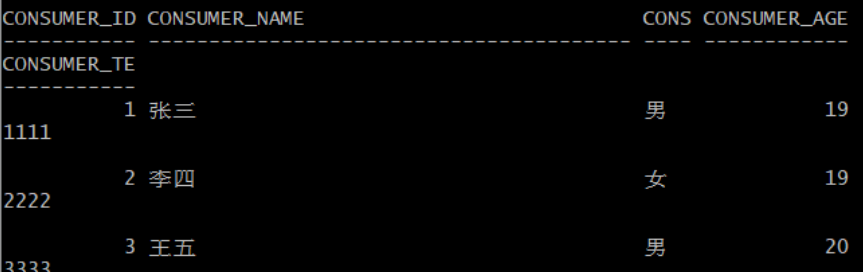 CONSUMER_ID CONSUMER_NAME CONS CONSUMER_AGE
----------- ---------------------------------------- ---- ------------
CONSUMER_TE
-----------
1 张三 男 19
1111
2 李四 女 19
2222
3 王五 男 20
3333